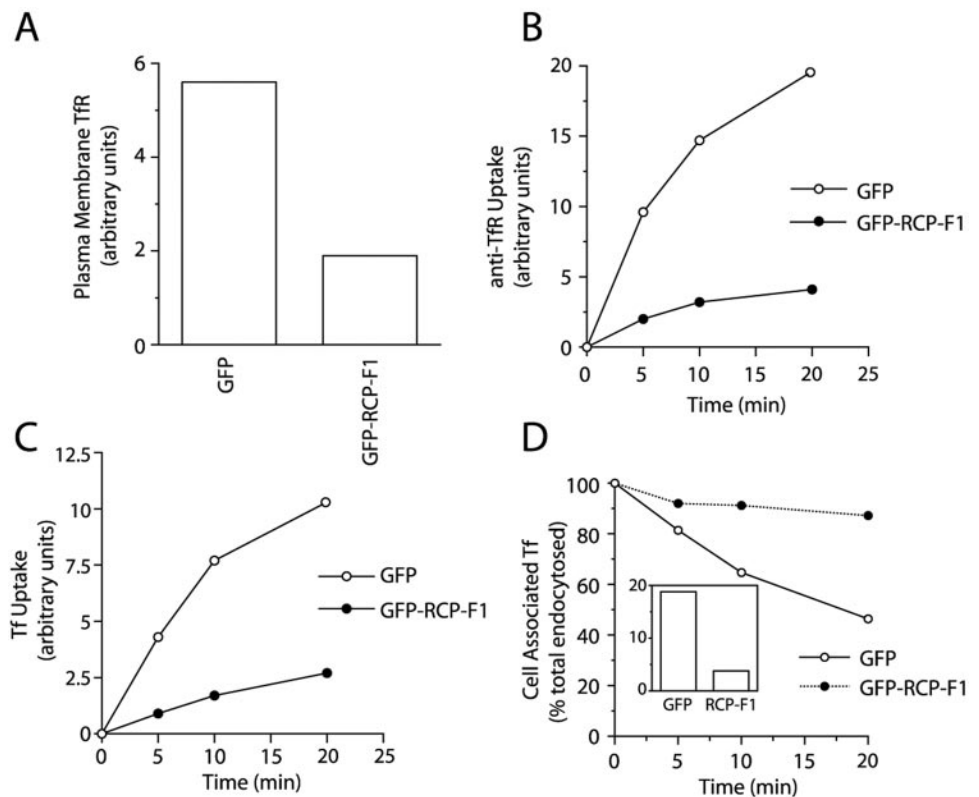 A
Plasma Membrane TfR
(arbitrary units)
6
4
2
0
GFP
GFP-RCP-F1
B
anti-TfR Uptake
(arbitrary units)
20
15
10
5
0
0 5 10 15 20 25
Time (min)
GFP
GFP-RCP-F1
C
Tf Uptake
(arbitrary units)
12.5
10
7.5
5
2.5
0
0 5 10 15 20 25
Time (min)
GFP
GFP-RCP-F1
D
Cell Associated Tf
(% total endocytosed)
100
80
60
40
20
0
0 5 10 15 20
Time (min)
20
10
0
GFP RCP-F1
GFP
GFP-RCP-F1